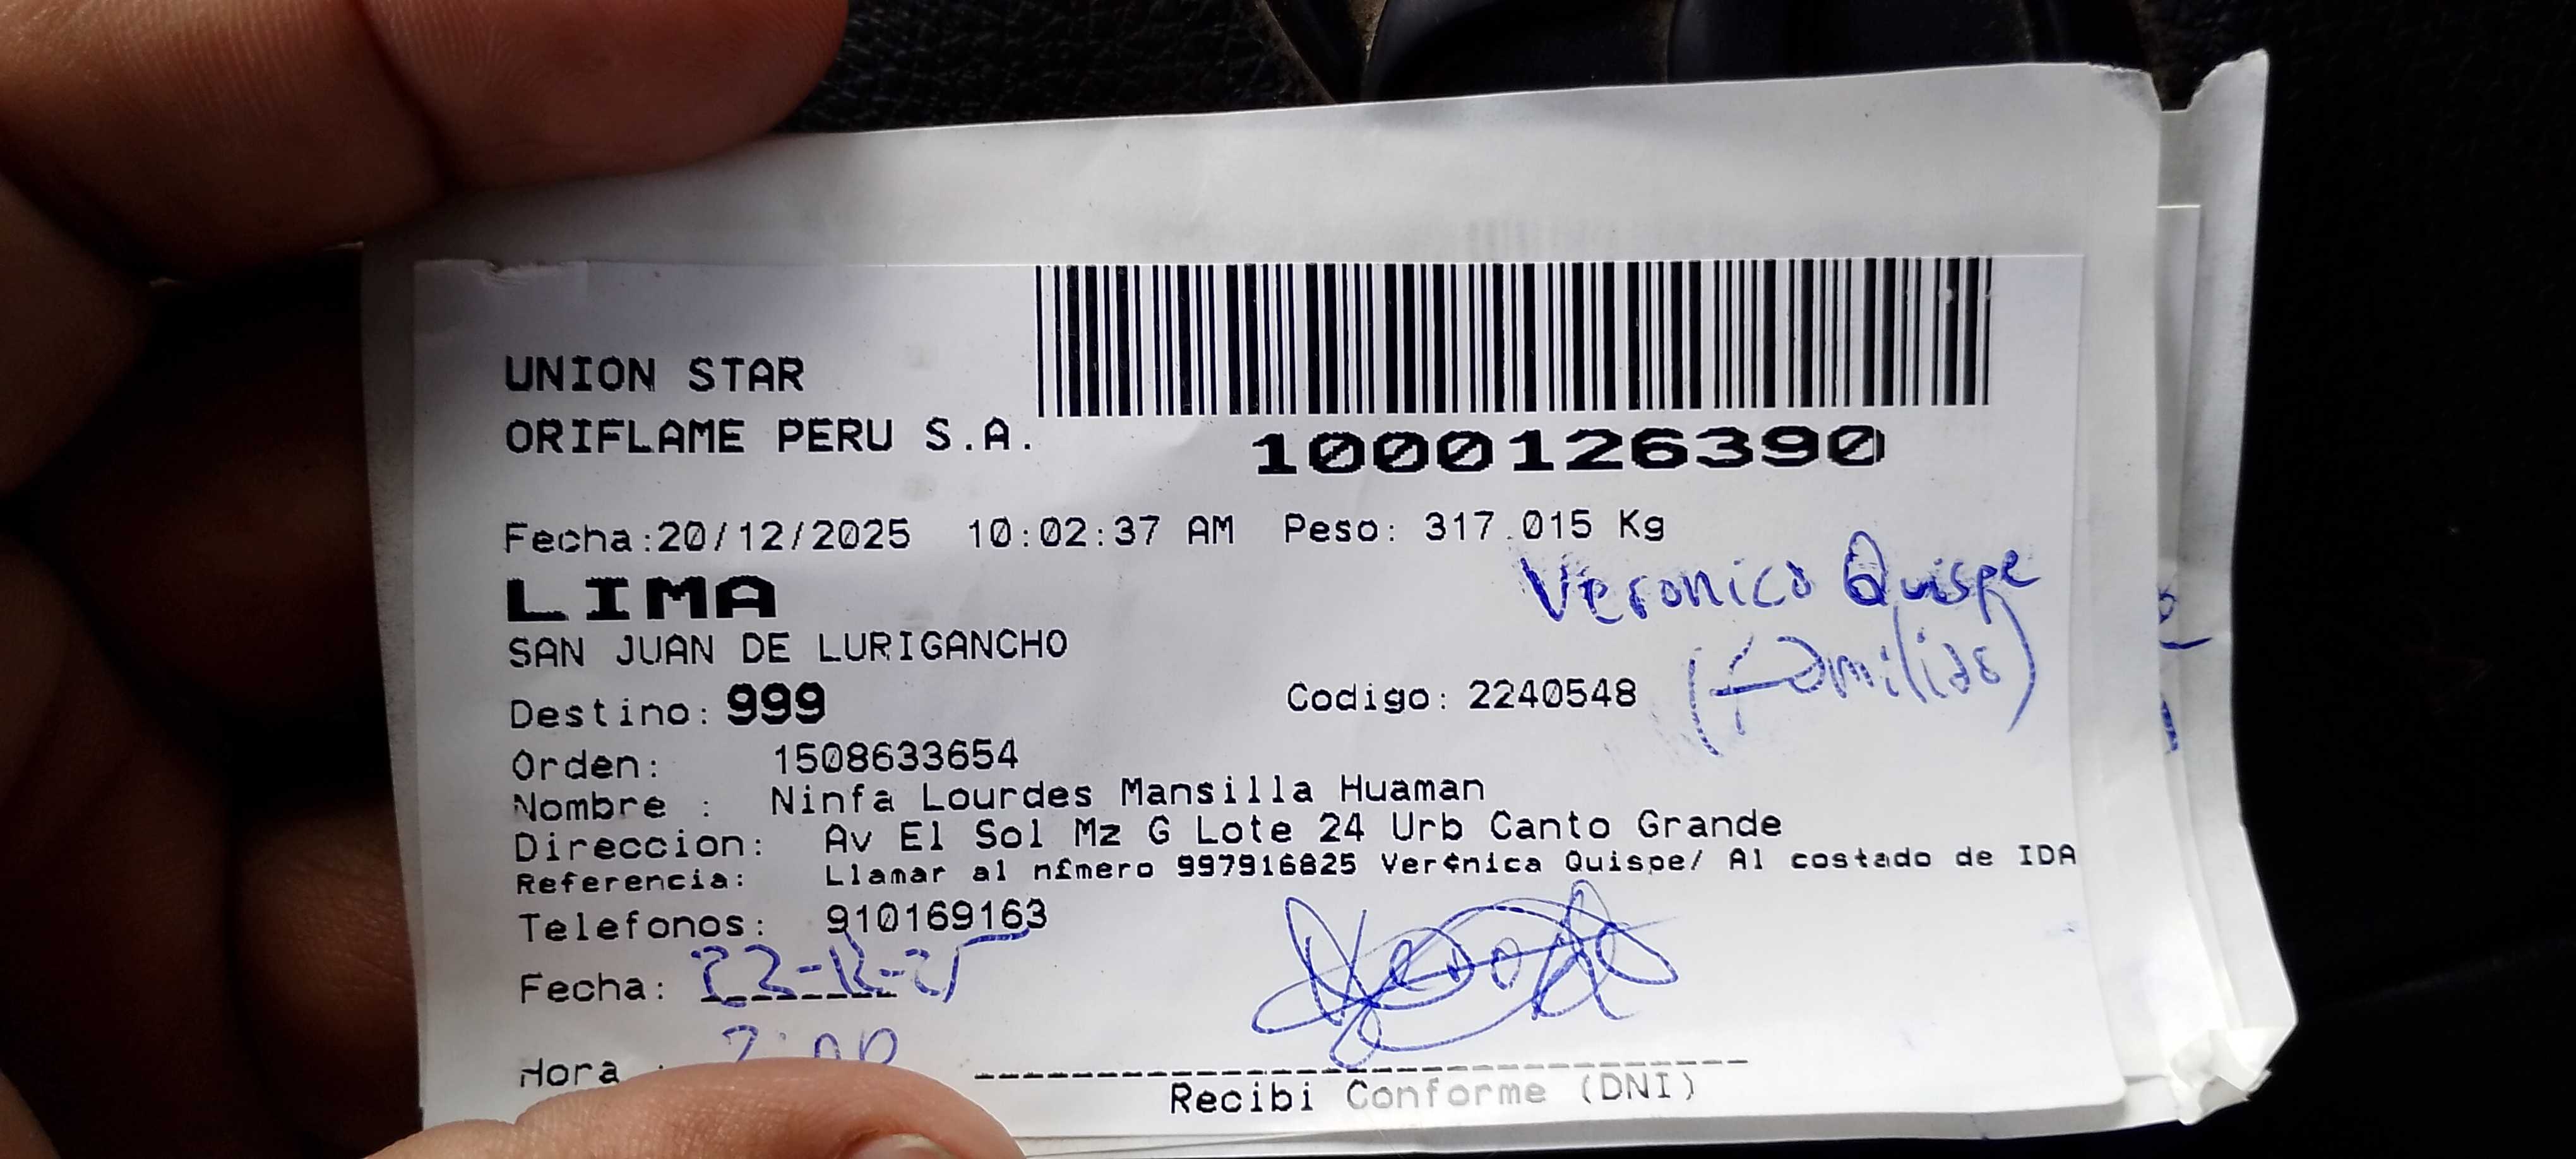 UNION STAR
ORIFLAME PERU S.A.
1000126390
Fecha:20/12/2025 10:02:37 AM Peso: 317.015 Kg
LIMA
Veronica Quispe
SAN JUAN DE LURIGANCHO
(familiar)
Destino: 999 Codigo: 2240548
Orden: 1508633654
Nombre : Ninfa Lourdes Mansilla Huaman
Direccion: Av El Sol Mz G Lote 24 Urb Canto Grande
Referencia: Llamar al n£mero 997916825 Ver¢nica Quispe/ Al costado de IDA
Telefonos: 910169163
Fecha: 22-12-25
Hora :
Recibi Conforme (DNI)